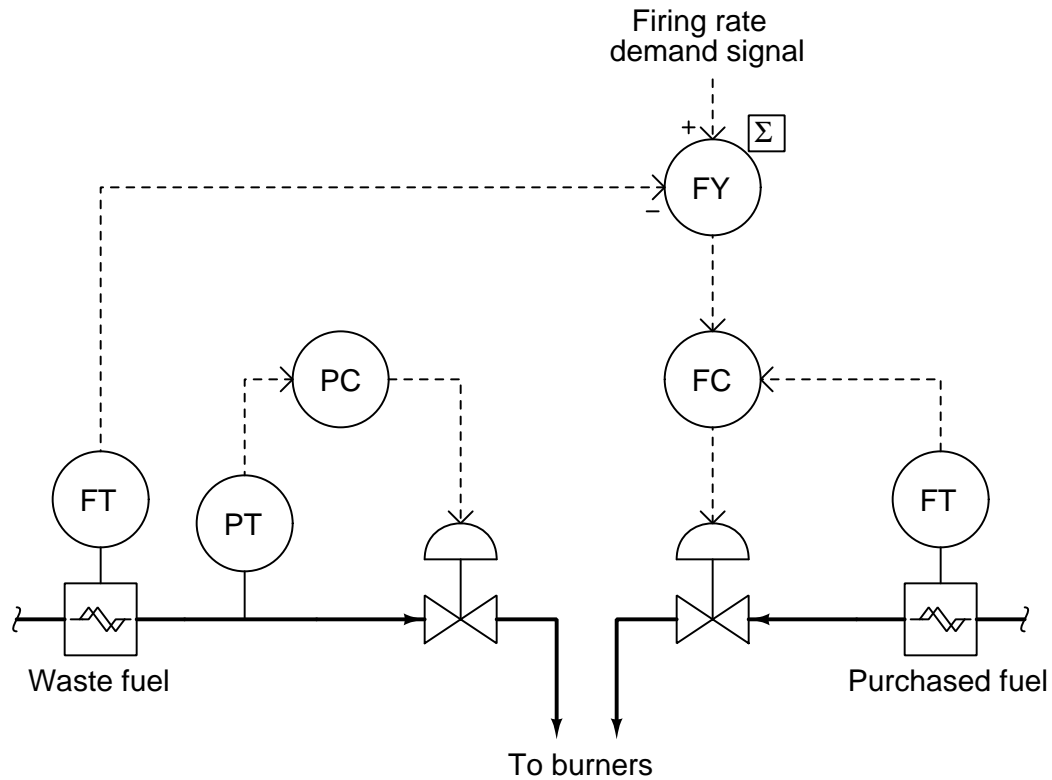 Firing rate
demand signal
+
Σ
FY
−
PC
FC
FT
PT
FT
Waste fuel
Purchased fuel
To burners